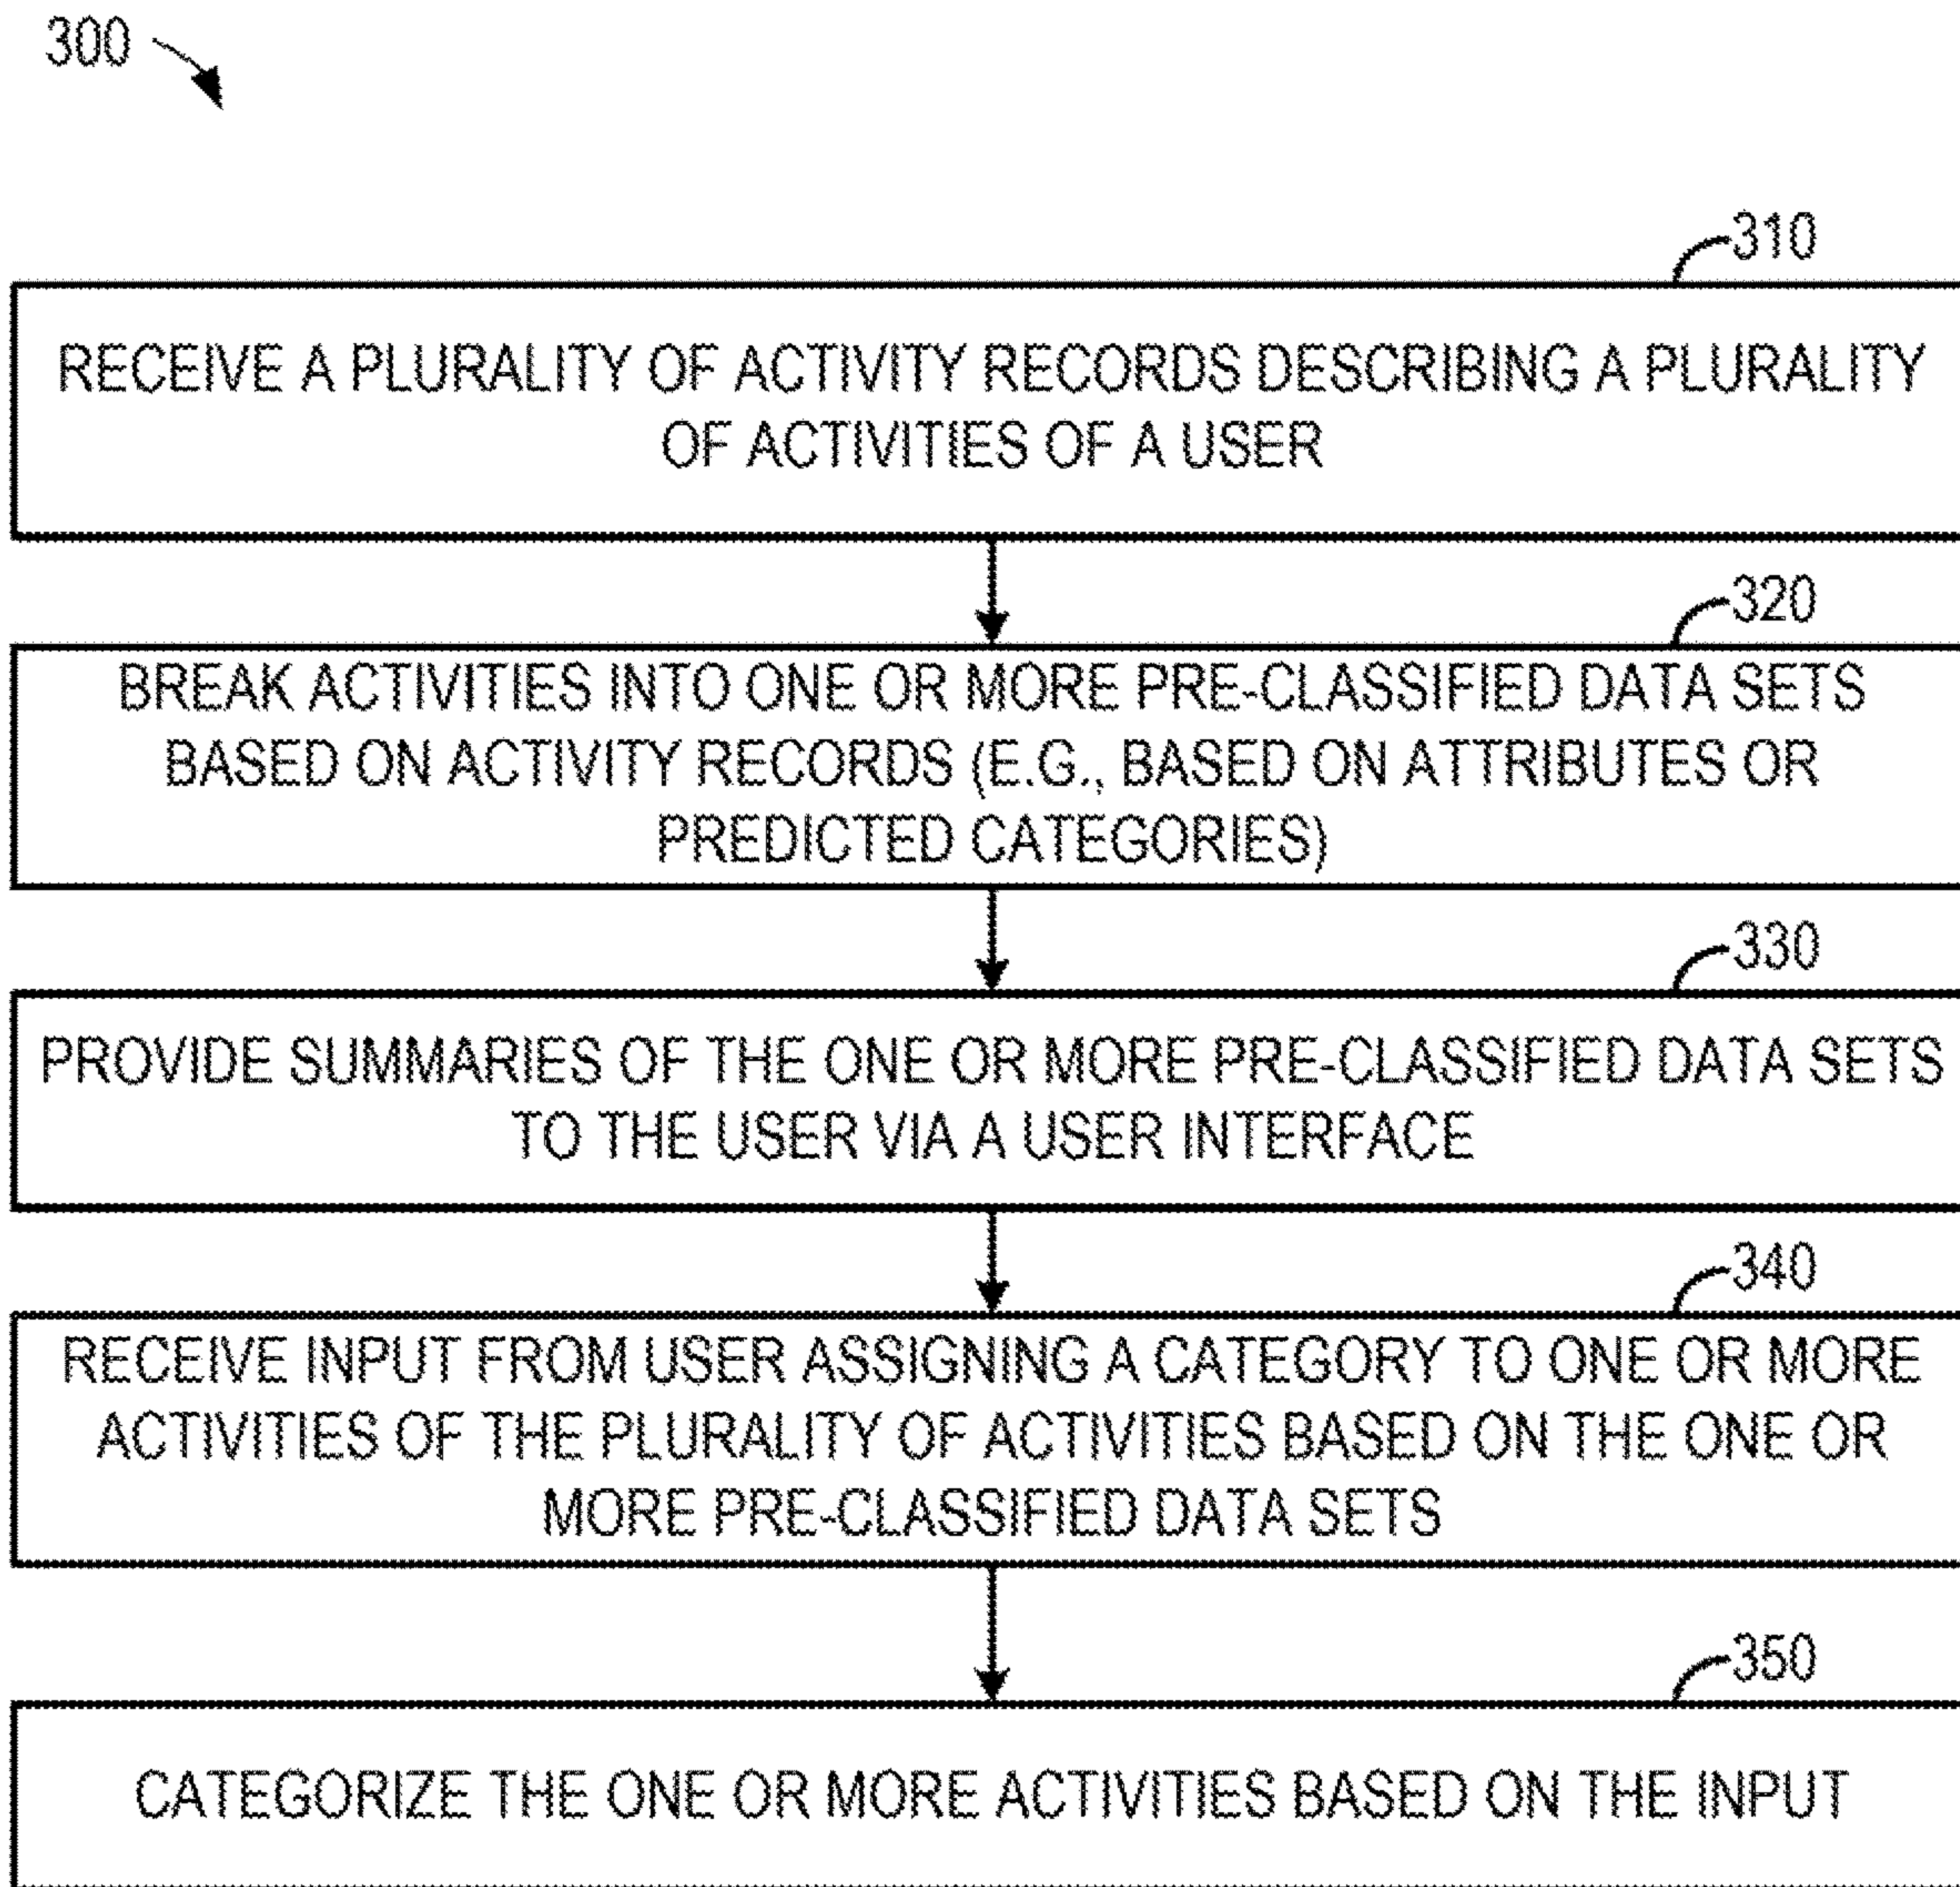 300
310
RECEIVE A PLURALITY OF ACTIVITY RECORDS DESCRIBING A PLURALITY
OF ACTIVITIES OF A USER
320
BREAK ACTIVITIES INTO ONE OR MORE PRE-CLASSIFIED DATA SETS
BASED ON ACTIVITY RECORDS (E.G., BASED ON ATTRIBUTES OR
PREDICTED CATEGORIES)
330
PROVIDE SUMMARIES OF THE ONE OR MORE PRE-CLASSIFIED DATA SETS
TO THE USER VIA A USER INTERFACE
340
RECEIVE INPUT FROM USER ASSIGNING A CATEGORY TO ONE OR MORE
ACTIVITIES OF THE PLURALITY OF ACTIVITIES BASED ON THE ONE OR
MORE PRE-CLASSIFIED DATA SETS
350
CATEGORIZE THE ONE OR MORE ACTIVITIES BASED ON THE INPUT